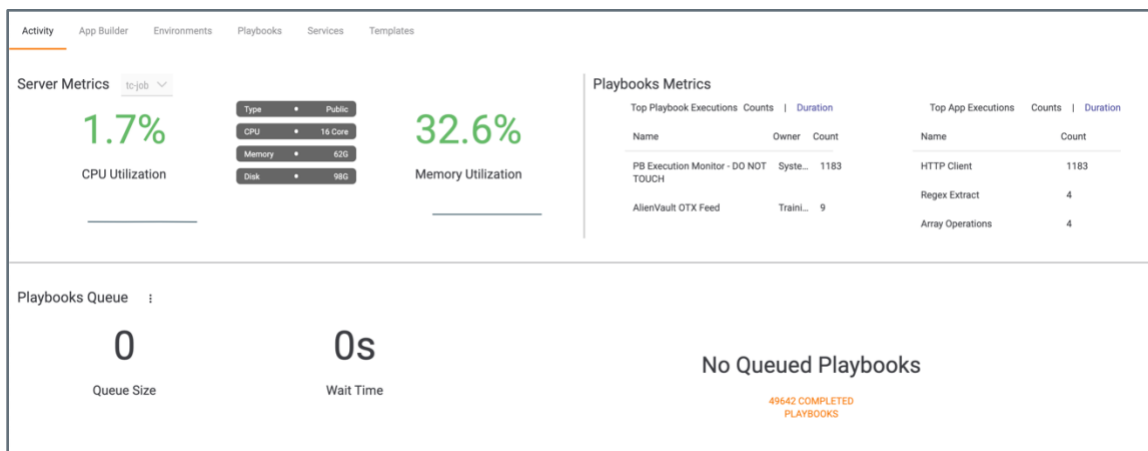 Activity App Builder Environments Playbooks Services Templates
Server Metrics tc-job
1.7%
CPU Utilization
Type • Public
CPU • 16 Core
Memory • 62G
Disk • 98G
32.6%
Memory Utilization
Playbooks Metrics
Top Playbook Executions Counts | Duration
Name Owner Count
PB Execution Monitor - DO NOT Syste... 1183
TOUCH
AlienVault OTX Feed Traini... 9
Top App Executions Counts | Duration
Name Count
HTTP Client 1183
Regex Extract 4
Array Operations 4
Playbooks Queue
0
Queue Size
0s
Wait Time
No Queued Playbooks
49642 COMPLETED
PLAYBOOKS